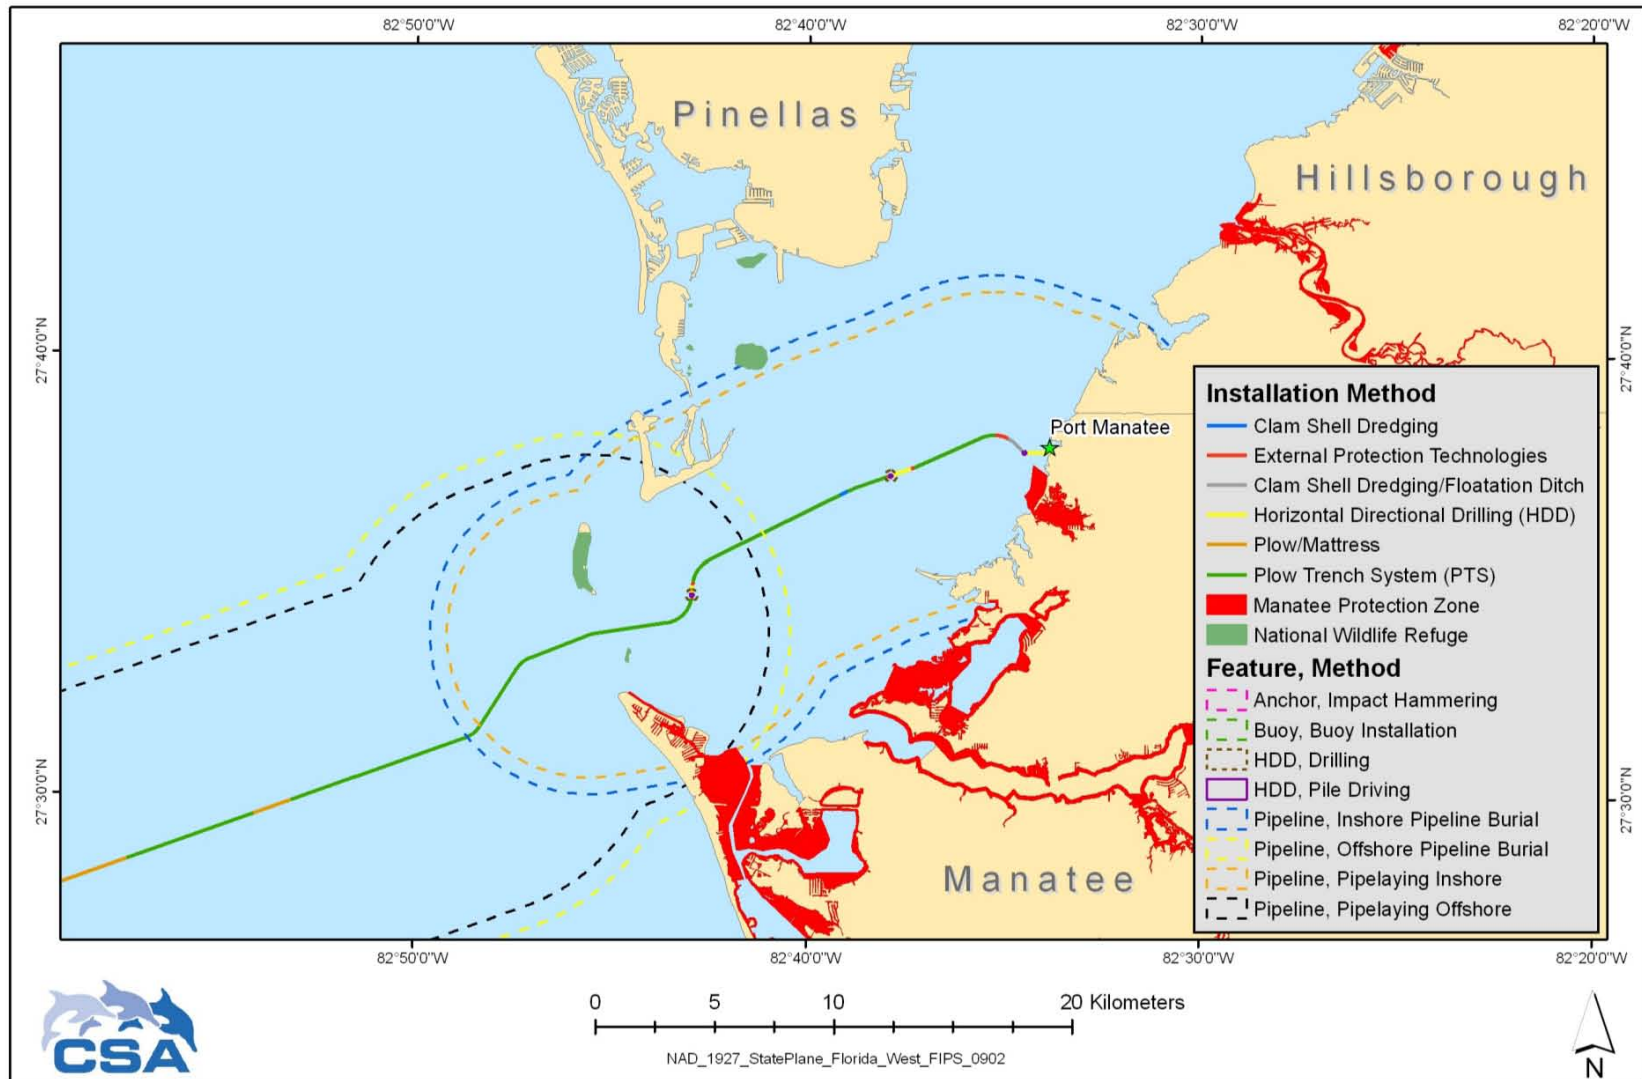 82°50'0"W
82°40'0"W
82°30'0"W
82°20'0"W
Pinellas
Hillsborough
27°40'0"N
27°40'0"N
Port Manatee
Installation Method
Clam Shell Dredging
External Protection Technologies
Clam Shell Dredging/Floatation Ditch
Horizontal Directional Drilling (HDD)
Plow/Mattress
Plow Trench System (PTS)
Manatee Protection Zone
National Wildlife Refuge
Feature, Method
Anchor, Impact Hammering
Buoy, Buoy Installation
HDD, Drilling
HDD, Pile Driving
Pipeline, Inshore Pipeline Burial
Pipeline, Offshore Pipeline Burial
Pipeline, Pipelaying Inshore
Pipeline, Pipelaying Offshore
27°30'0"N
27°30'0"N
Manatee
82°50'0"W
82°40'0"W
82°30'0"W
82°20'0"W
0 5 10 20 Kilometers
NAD_1927_StatePlane_Florida_West_FIPS_0902
CSA
N